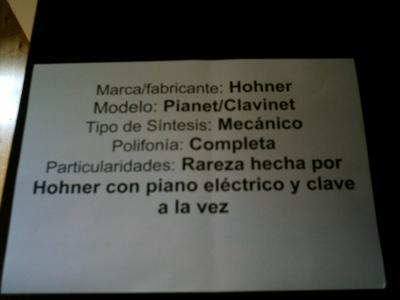 Marca/fabricante: Hohner
Modelo: Pianet/Clavinet
Tipo de Síntesis: Mecánico
Polifonía: Completa
Particularidades: Rareza hecha por
Hohner con piano eléctrico y clave
a la vez